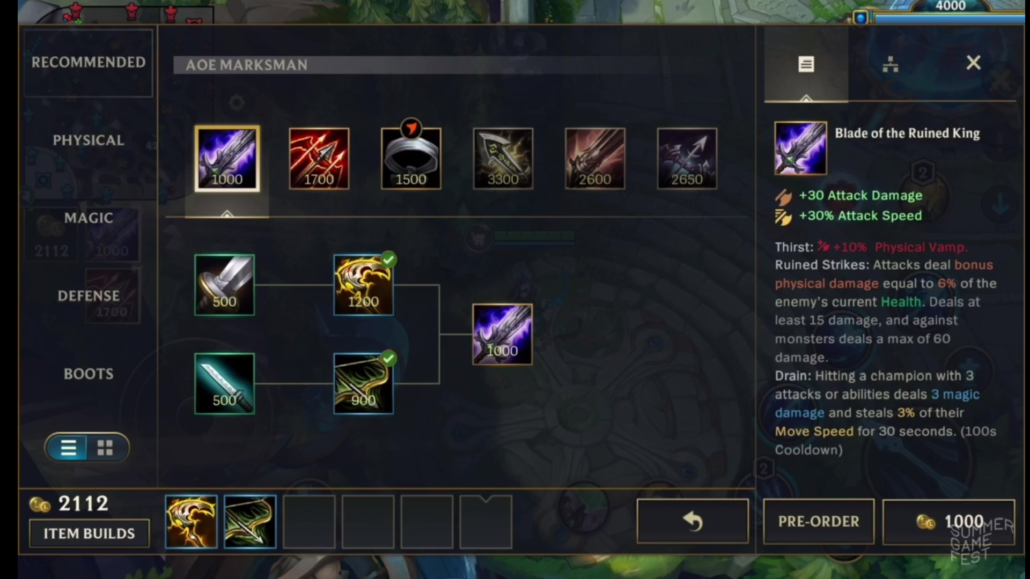 4000
RECOMMENDED
PHYSICAL
MAGIC
2112
1000
1700
DEFENSE
BOOTS
AOE MARKSMAN
1000
1700
1500
3300
2600
2650
500
1200
1000
500
900
Blade of the Ruined King
+30 Attack Damage
+30% Attack Speed
Thirst: +10% Physical Vamp.
Ruined Strikes: Attacks deal bonus
physical damage equal to 6% of the
enemy's current Health. Deals at
least 15 damage, and against
monsters deals a max of 60
damage.
Drain: Hitting a champion with 3
attacks or abilities deals 3 magic
damage and steals 3% of their
Move Speed for 30 seconds. (100s
Cooldown)
2
2
2112
ITEM BUILDS
PRE-ORDER
1000
SUMMER
GAME
FEST